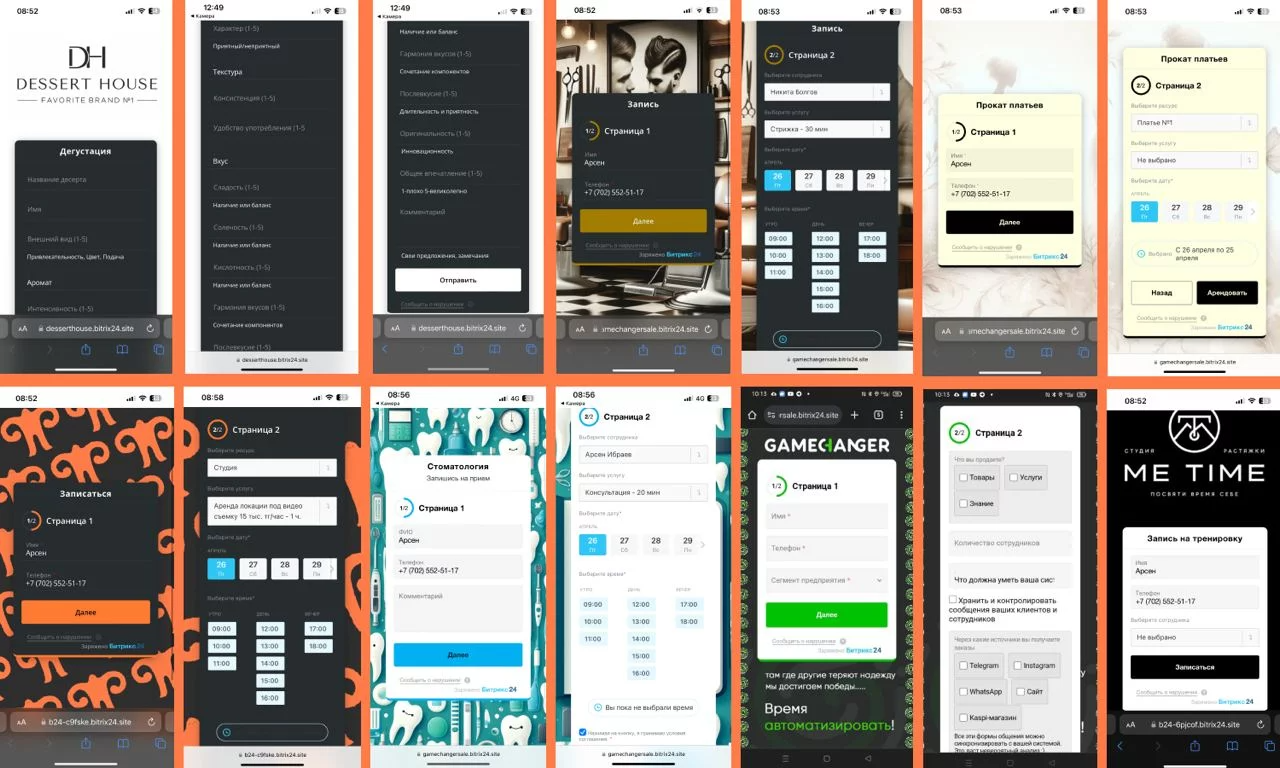 08:52
DH
DESSERT HOUSE
FAVORITE BRAND №1
Дегустация
Название десерта
Имя
Внешний вид (1-5)
Привлекательность, Цвет, Подача
Аромат
Интенсивность (1-5)
AA desserthouse.bitrix24.site
12:49
Камера
Характер (1-5)
Приятный/неприятный
Текстура
Консистенция (1-5)
Удобство употребления (1-5
Вкус
Сладость (1-5)
Наличие или баланс
Соленость (1-5)
Наличие или баланс
Кислотность (1-5)
Наличие или баланс
Гармония вкусов (1-5)
Сочетание компонентов
Послевкусие (1-5)
desserthouse.bitrix24.site
12:49
Камера
Наличие или баланс
Гармония вкусов (1-5)
Сочетание компонентов
Послевкусие (1-5)
Длительность и приятность
Оригинальность (1-5)
Инновационность
Общее впечатление (1-5)
1-плохо 5-великолепно
Комментарий
Свои предложения, замечания
Отправить
Сообщить о нарушении
AA desserthouse.bitrix24.site
08:52
Запись
1/2 Страница 1
Имя
Арсен
Телефон
+7 (702) 552-51-17
Далее
Сообщить о нарушении
Заряжено Битрикс24
AA amechangersale.bitrix24.site
08:53
Запись
2/2 Страница 2
Выберите сотрудника
Никита Болгов
Выберите услугу
Стрижка - 30 мин
Выберите дату*
АПРЕЛЬ
26 27 28 29
Пт Сб Вс Пн
Выберите время*
УТРО ДЕНЬ ВЕЧЕР
09:00 12:00 17:00
10:00 13:00 18:00
11:00 14:00
15:00
16:00
gamechangersale.bitrix24.site
08:53
Прокат платьев
1/2 Страница 1
Имя *
Арсен
Телефон *
+7 (702) 552-51-17
Далее
Сообщить о нарушении
Заряжено Битрикс24
AA amechangersale.bitrix24.site
08:53
Прокат платьев
2/2 Страница 2
Выберите ресурс
Платье №1
Выберите услугу
Не выбрано
Выберите дату*
АПРЕЛЬ
26 27 28 29
Пт Сб Вс Пн
Выбрано С 26 апреля по 25
апреля
Назад Арендовать
Сообщить о нарушении
Заряжено Битрикс24
gamechangersale.bitrix24.site
08:52
Записаться
1/2 Страница 1
Имя
Арсен
Телефон
+7 (702) 552-51-17
Далее
Сообщить о нарушении
Заряжено Битрикс24
AA b24-c9fske.bitrix24.site
08:58
2/2 Страница 2
Выберите ресурс
Студия
Выберите услугу
Аренда локации под видео
съемку 15 тыс. тг/час - 1 ч.
Выберите дату*
АПРЕЛЬ
26 27 28 29
Пт Сб Вс Пн
Выберите время*
УТРО ДЕНЬ ВЕЧЕР
09:00 12:00 17:00
10:00 13:00 18:00
11:00 14:00
15:00
16:00
b24-c9fske.bitrix24.site
08:56 4G
Камера
Стоматология
Запишись на прием
1/2 Страница 1
ФИО
Арсен
Телефон
+7 (702) 552-51-17
Комментарий
Далее
Сообщить о нарушении
Заряжено Битрикс24
gamechangersale.bitrix24.site
08:56 4G
Камера
2/2 Страница 2
Выберите сотрудника
Арсен Ибраев
Выберите услугу
Консультация - 20 мин
Выберите дату*
АПРЕЛЬ
26 27 28 29
Пт Сб Вс Пн
Выберите время*
УТРО ДЕНЬ ВЕЧЕР
09:00 12:00 17:00
10:00 13:00 18:00
11:00 14:00
15:00
16:00
Вы пока не выбрали время
Нажимая на кнопку, я принимаю условия
соглашения. *
gamechangersale.bitrix24.site
10:13
rsale.bitrix24.site
GAMECHANGER
1/2 Страница 1
Имя *
Телефон *
Сегмент предприятия *
Далее
Сообщить о нарушении
Заряжено Битрикс24
там где другие теряют надежду
мы достигаем победы.....
Время
автоматизировать!
10:13
2/2 Страница 2
Что вы продаете?
Товары Услуги
Знание
Количество сотрудников
Что должна уметь ваша сис
Хранить и контролировать
сообщения ваших клиентов и
сотрудников
Через какие источники вы получаете
заказы
Telegram Instagram
WhatsApp Сайт
Kaspi-магазин
Все эти формы общения можно
синхронизировать с вашей системой.
08:52
СТУДИЯ РАСТЯЖКИ
ME TIME
ПОСВЯТИ ВРЕМЯ СЕБЕ
Запись на тренировку
Имя
Арсен
Телефон
+7 (702) 552-51-17
Выберите сотрудника
Не выбрано
Записаться
Сообщить о нарушении
Заряжено Битрикс24
AA b24-6pjcof.bitrix24.site